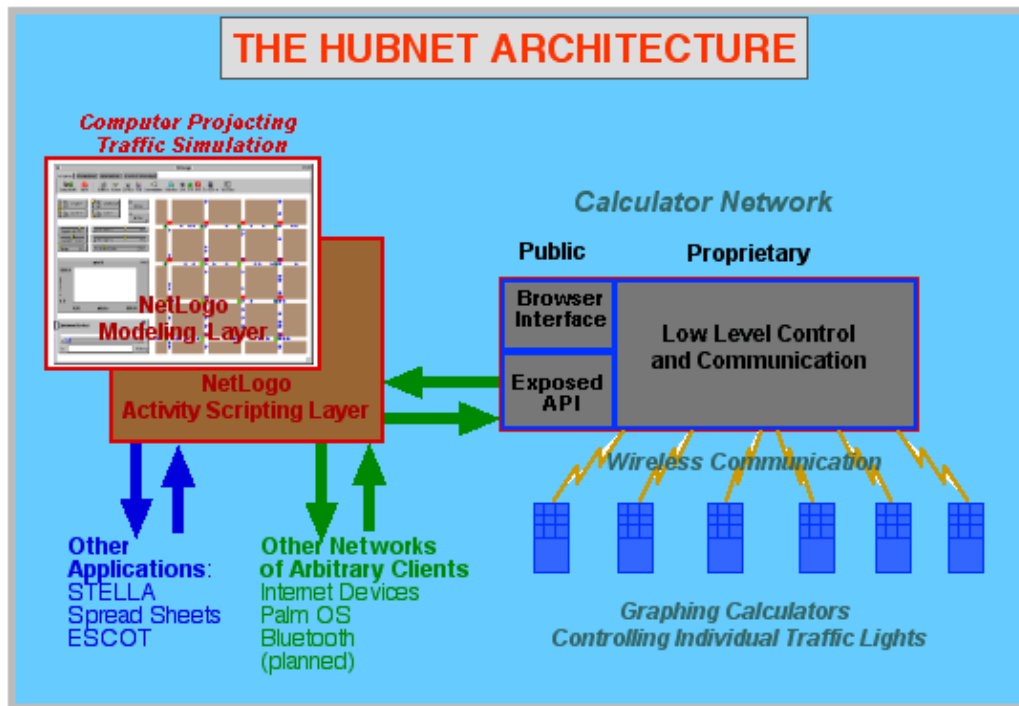 THE HUBNET ARCHITECTURE
Computer Projecting
Traffic Simulation
NetLogo
Modeling Layer
NetLogo
Activity Scripting Layer
Calculator Network
Public
Proprietary
Browser
Interface
Exposed
API
Low Level Control
and Communication
Wireless Communication
Other
Applications:
STELLA
Spread Sheets
ESCOT
Other Networks
of Arbitrary Clients
Internet Devices
Palm OS
Bluetooth
(planned)
Graphing Calculators
Controlling Individual Traffic Lights